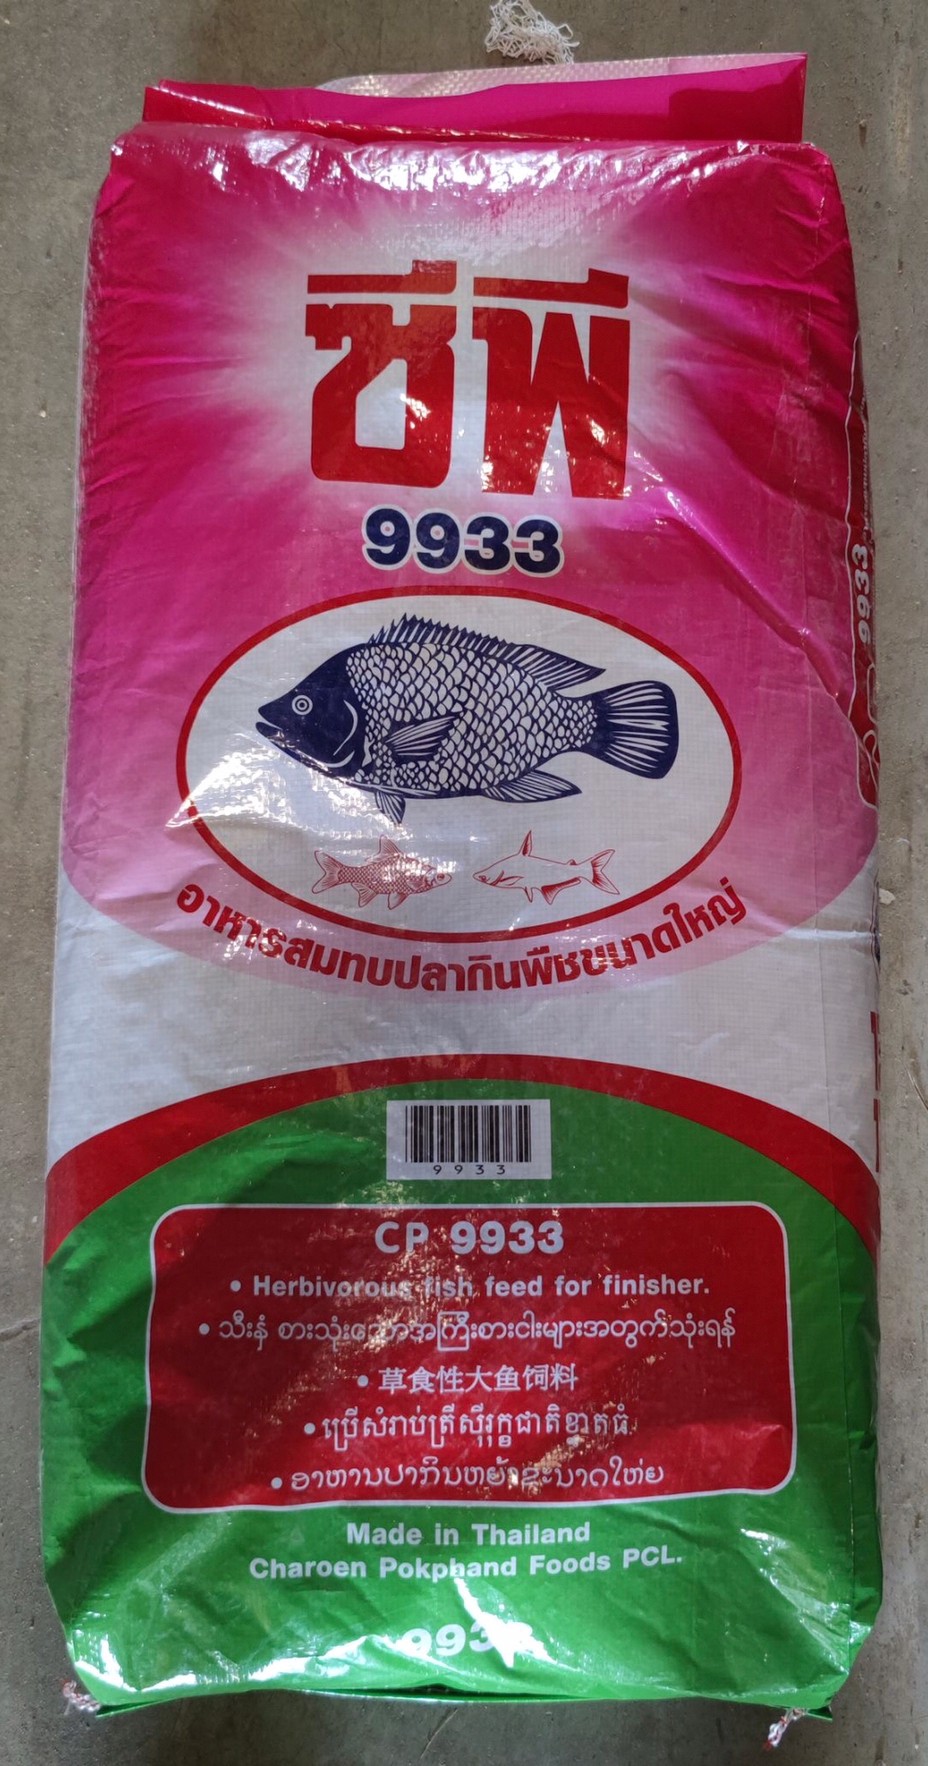 ซีพี
9933
อาหารสมทบปลากินพืชขนาดใหญ่
9933
CP 9933
• Herbivorous fish feed for finisher.
• သီးနှံ စားသုံးသောအကြီးစားငါးများအတွက်သုံးရန်
• 草食性大鱼饲料
• ប្រើសំរាប់ត្រីស៊ីរុក្ខជាតិខ្នាតធំ
• ອາຫານປາກິນຫຍ້າຂະໜາດໃຫ່ຍ
Made in Thailand
Charoen Pokphand Foods PCL.
9933
9933